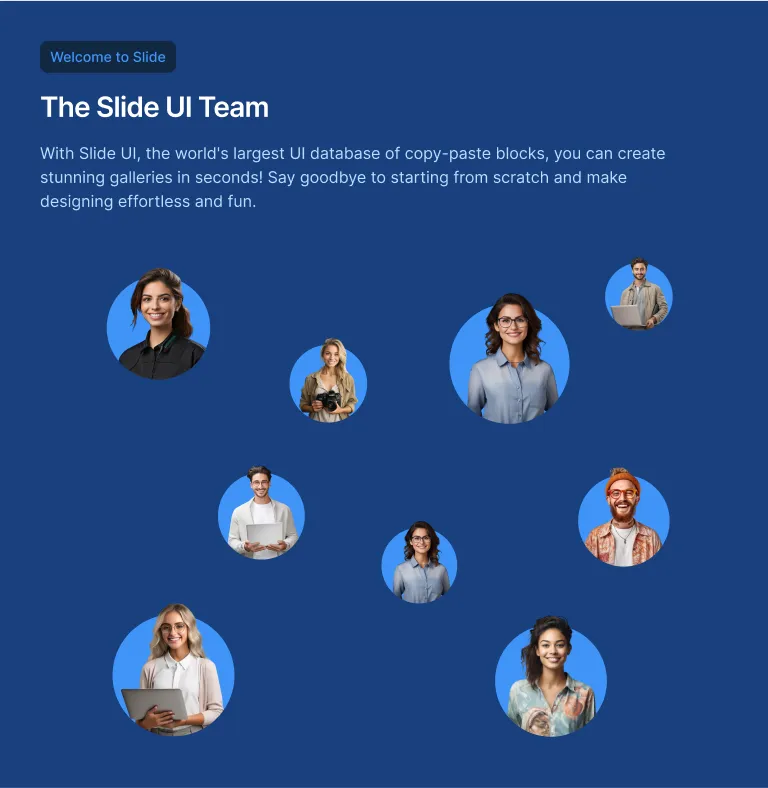 Welcome to Slide
The Slide UI Team
With Slide UI, the world's largest UI database of copy-paste blocks, you can create
stunning galleries in seconds! Say goodbye to starting from scratch and make
designing effortless and fun.